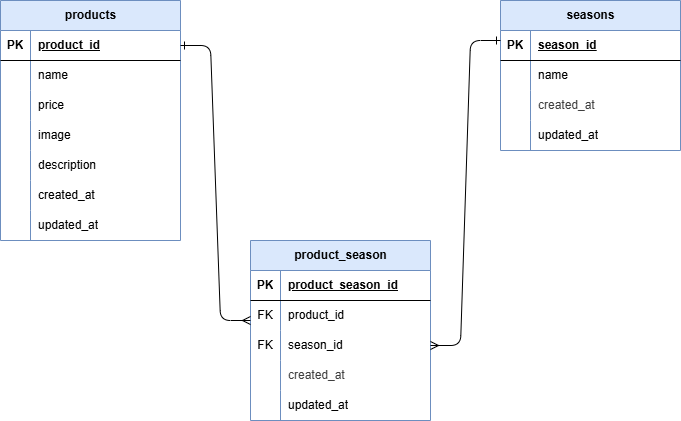 products
PK product_id
name
price
image
description
created_at
updated_at
seasons
PK season_id
name
created_at
updated_at
product_season
PK product_season_id
FK product_id
FK season_id
created_at
updated_at